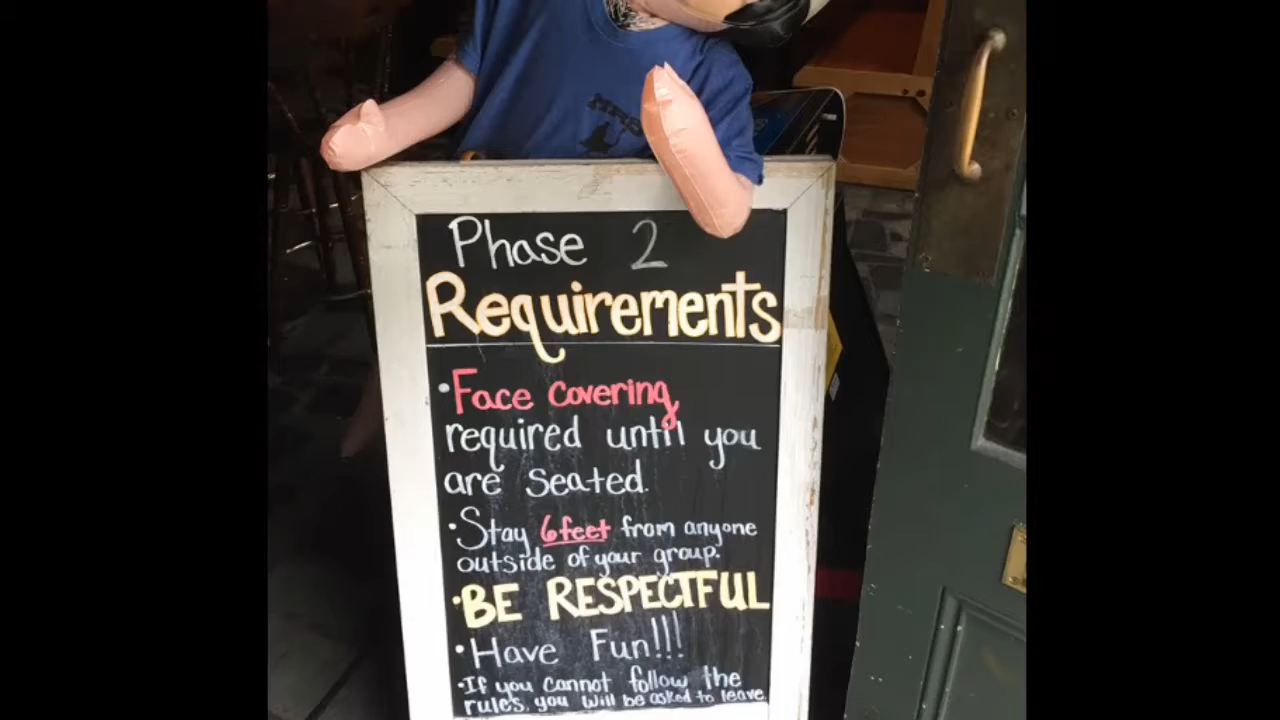 Phase 2
Requirements
•Face covering
required until you
are seated.
•Stay 6feet from anyone
outside of your group.
•BE RESPECTFUL
•Have Fun!!!
•If you cannot follow the
rules, you will be asked to leave.